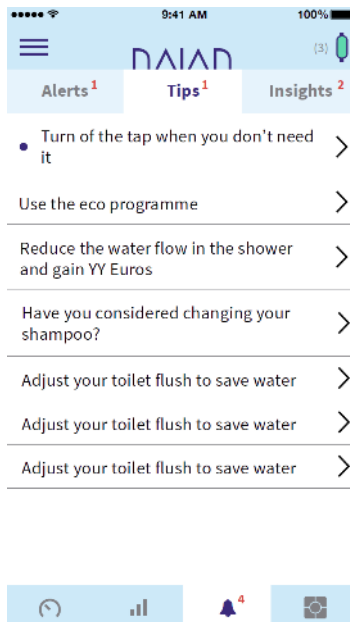 9:41 AM 100%
DAIAD (3)
Alerts 1 Tips 1 Insights 2
Turn of the tap when you don't need
it
Use the eco programme
Reduce the water flow in the shower
and gain YY Euros
Have you considered changing your
shampoo?
Adjust your toilet flush to save water
Adjust your toilet flush to save water
Adjust your toilet flush to save water
4